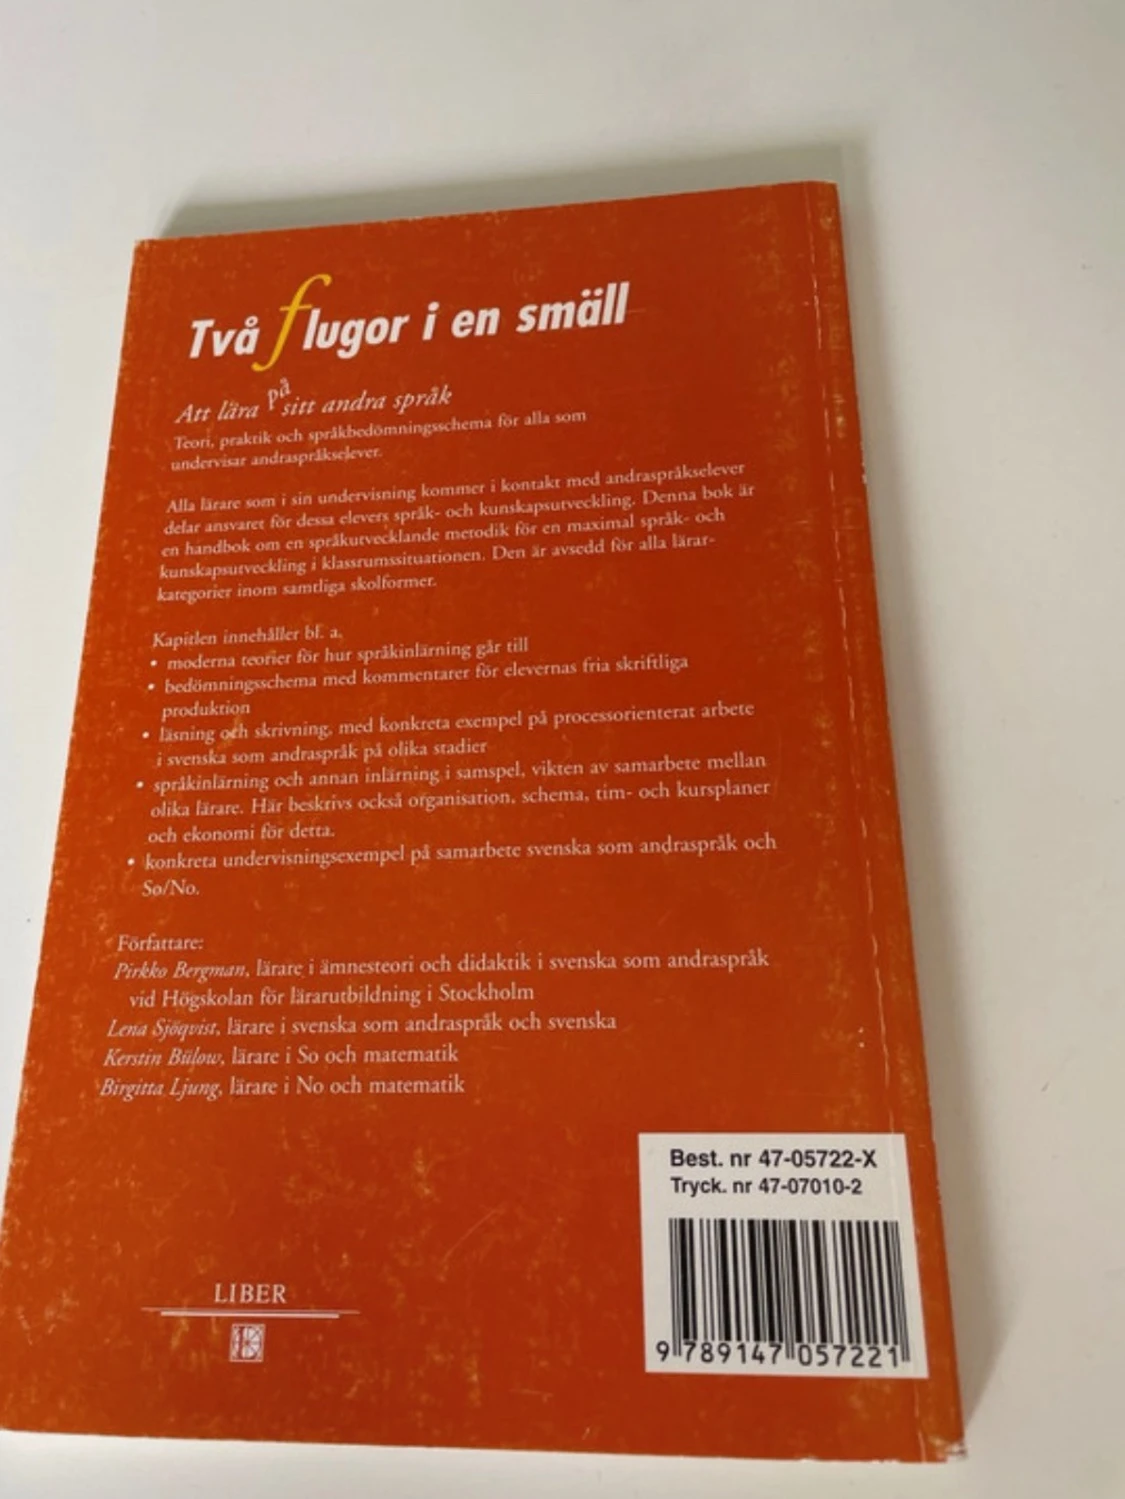 Två flugor i en smäll
Att lära på sitt andra språk
Teori, praktik och språkbedömningsschema för alla som
undervisar andraspråkselever.
Alla lärare som i sin undervisning kommer i kontakt med andraspråkselever
delar ansvaret för dessa elevers språk- och kunskapsutveckling. Denna bok är
en handbok om en språkutvecklande metodik för en maximal språk- och
kunskapsutveckling i klassrumssituationen. Den är avsedd för alla lärar-
kategorier inom samtliga skolformer.
Kapitlen innehåller bl. a.
• moderna teorier för hur språkinlärning går till
• bedömningsschema med kommentarer för elevernas fria skriftliga
produktion
• läsning och skrivning, med konkreta exempel på processorienterat arbete
i svenska som andraspråk på olika stadier
• språkinlärning och annan inlärning i samspel, vikten av samarbete mellan
olika lärare. Här beskrivs också organisation, schema, tim- och kursplaner
och ekonomi för detta.
• konkreta undervisningsexempel på samarbete svenska som andraspråk och
So/No.
Författare:
Pirkko Bergman, lärare i ämnesteori och didaktik i svenska som andraspråk
vid Högskolan för lärarutbildning i Stockholm
Lena Sjöqvist, lärare i svenska som andraspråk och svenska
Kerstin Bülow, lärare i So och matematik
Birgitta Ljung, lärare i No och matematik
Best. nr 47-05722-X
Tryck. nr 47-07010-2
9 789147 057221
LIBER